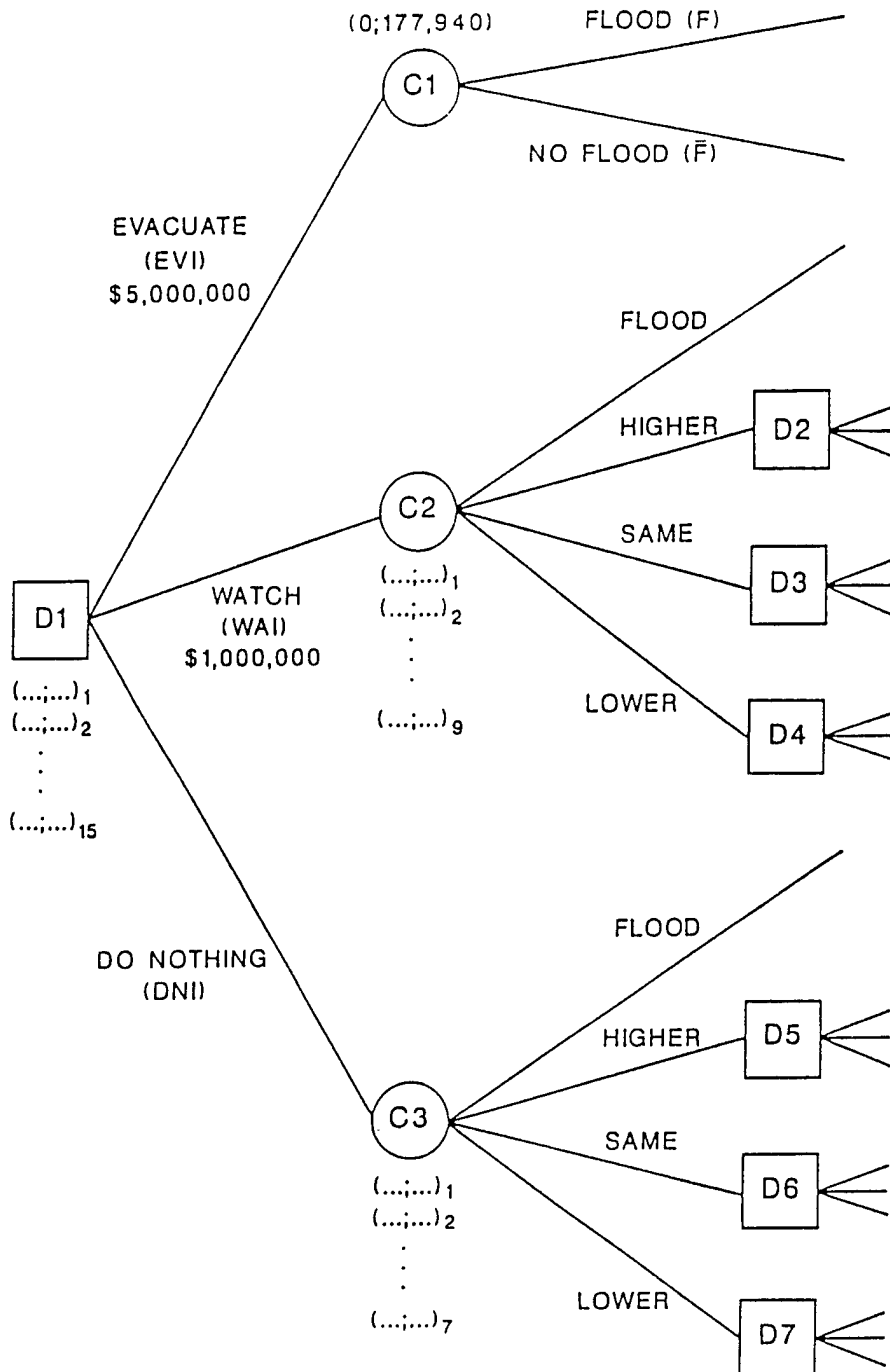 (0;177,940)
FLOOD (F)
C1
NO FLOOD (F̄)
EVACUATE
(EVI)
$5,000,000
FLOOD
HIGHER
D2
C2
SAME
D3
(...;...)1
(...;...)2
.
.
.
(...;...)9
LOWER
D4
D1
WATCH
(WAI)
$1,000,000
(...;...)1
(...;...)2
.
.
.
(...;...)15
DO NOTHING
(DNI)
FLOOD
HIGHER
D5
C3
SAME
D6
(...;...)1
(...;...)2
.
.
.
(...;...)7
LOWER
D7